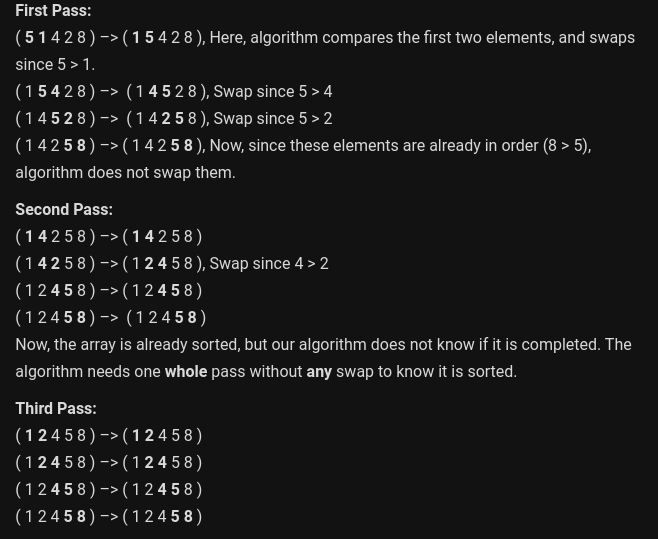 First Pass:
( 5 1 4 2 8 ) –> ( 1 5 4 2 8 ), Here, algorithm compares the first two elements, and swaps
since 5 > 1.
( 1 5 4 2 8 ) –>  ( 1 4 5 2 8 ), Swap since 5 > 4
( 1 4 5 2 8 ) –>  ( 1 4 2 5 8 ), Swap since 5 > 2
( 1 4 2 5 8 ) –> ( 1 4 2 5 8 ), Now, since these elements are already in order (8 > 5),
algorithm does not swap them.
Second Pass:
( 1 4 2 5 8 ) –> ( 1 4 2 5 8 )
( 1 4 2 5 8 ) –> ( 1 2 4 5 8 ), Swap since 4 > 2
( 1 2 4 5 8 ) –> ( 1 2 4 5 8 )
( 1 2 4 5 8 ) –>  ( 1 2 4 5 8 )
Now, the array is already sorted, but our algorithm does not know if it is completed. The
algorithm needs one whole pass without any swap to know it is sorted.
Third Pass:
( 1 2 4 5 8 ) –> ( 1 2 4 5 8 )
( 1 2 4 5 8 ) –> ( 1 2 4 5 8 )
( 1 2 4 5 8 ) –> ( 1 2 4 5 8 )
( 1 2 4 5 8 ) –> ( 1 2 4 5 8 )